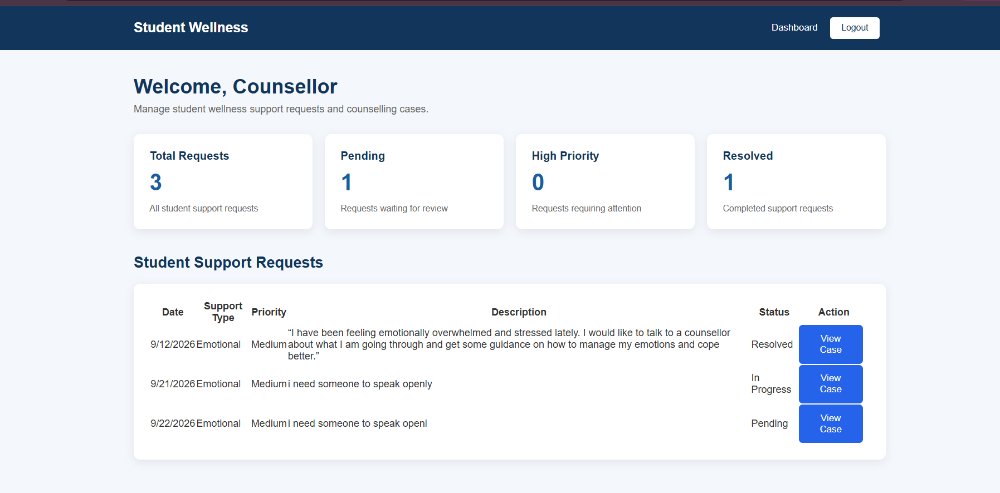 Student Wellness
Dashboard
Logout
Welcome, Counsellor
Manage student wellness support requests and counselling cases.
Total Requests
3
All student support requests
Pending
1
Requests waiting for review
High Priority
0
Requests requiring attention
Resolved
1
Completed support requests
Student Support Requests
Date
Support
Type
Priority
Description
Status
Action
9/12/2026
Emotional
Medium
“I have been feeling emotionally overwhelmed and stressed lately. I would like to talk to a counsellor
about what I am going through and get some guidance on how to manage my emotions and cope
better.”
Resolved
View
Case
9/21/2026
Emotional
Medium
i need someone to speak openly
In
Progress
View
Case
9/22/2026
Emotional
Medium
i need someone to speak openl
Pending
View
Case